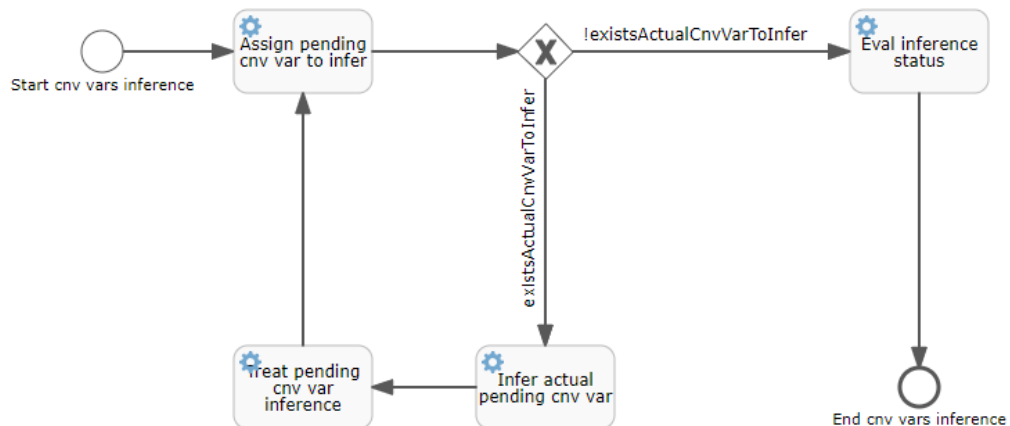 Assign pending
cnv var to infer
!existsActualCnvVarToInfer
Eval inference
status
Start cnv vars inference
existsActualCnvVarToInfer
Treat pending
cnv var
inference
Infer actual
pending cnv var
End cnv vars inference